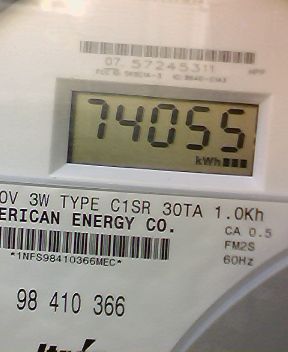 07 57245311
74055
kWh
0V 3W TYPE C1SR 30TA 1.0Kh
ERICAN ENERGY CO.
CA 0.5
FM2S
*1NFS98410366MEC*
60Hz
98 410 366